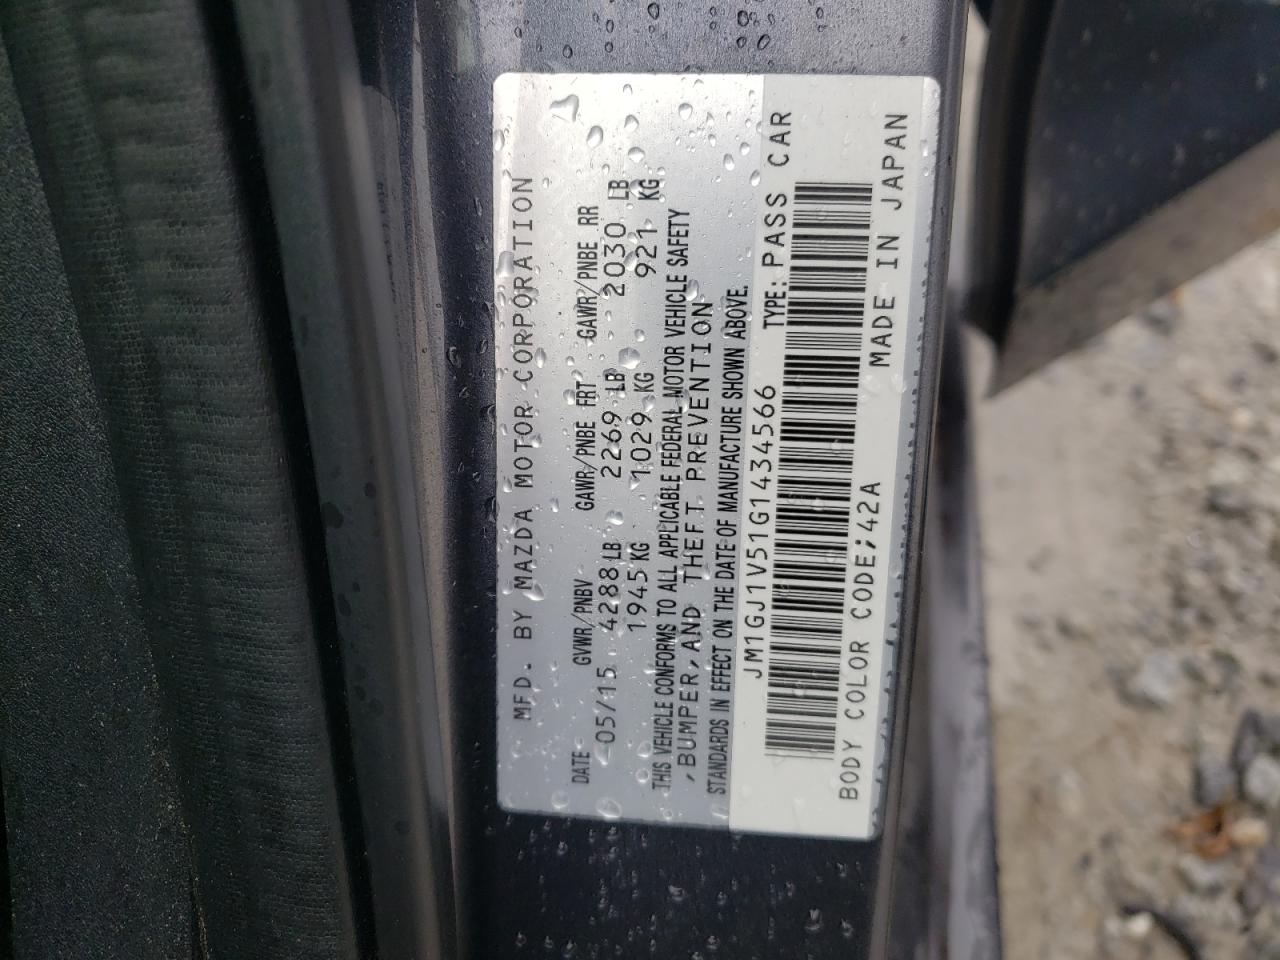 MFD. BY MAZDA MOTOR CORPORATION
DATE GVWR/PNBV GAWR/PNBE FRT GAWR/PNBE RR
05/15 4288 LB 2269 LB 2030 LB
1945 KG 1029 KG 921 KG
THIS VEHICLE CONFORMS TO ALL APPLICABLE FEDERAL MOTOR VEHICLE SAFETY
,BUMPER,AND THEFT PREVENTION
STANDARDS IN EFFECT ON THE DATE OF MANUFACTURE SHOWN ABOVE.
JM1GJ1V51G1434566 TYPE: PASS CAR
BODY COLOR CODE;42A MADE IN JAPAN